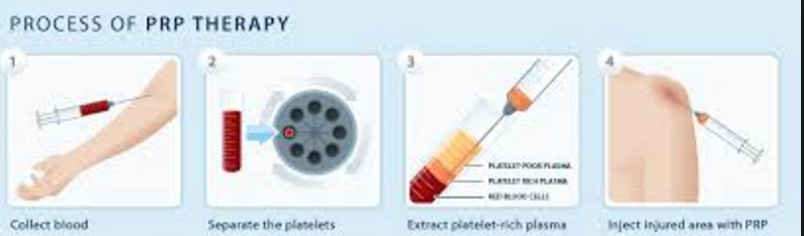 PROCESS OF PRP THERAPY
1
2
3
4
PLATELET-POOR PLASMA
PLATELET RICH PLASMA
RED BLOOD CELLS
Collect blood
Separate the platelets
Extract platelet-rich plasma
Inject injured area with PRP